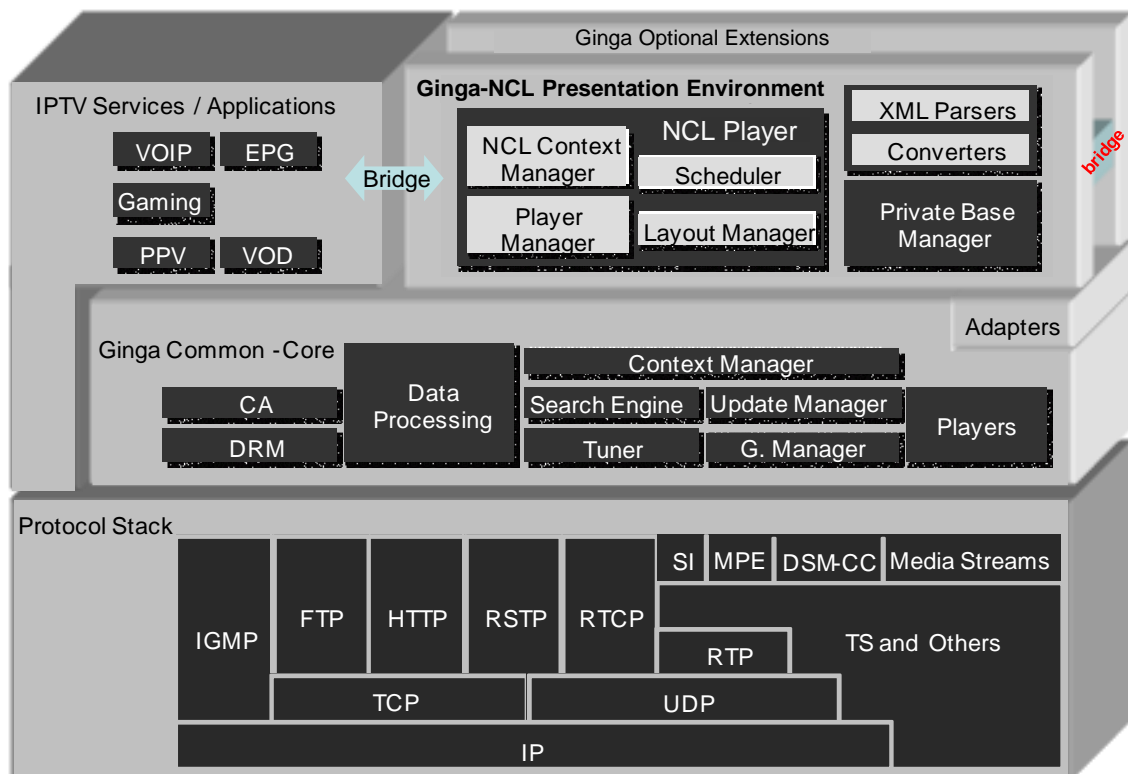 Ginga Optional Extensions
IPTV Services / Applications
VOIP
EPG
Gaming
PPV
VOD
Bridge
Ginga-NCL Presentation Environment
NCL Player
NCL Context
Manager
Scheduler
Player
Manager
Layout Manager
XML Parsers
Converters
Private Base
Manager
bridge
Adapters
Ginga Common -Core
CA
DRM
Data
Processing
Context Manager
Search Engine
Update Manager
Tuner
G. Manager
Players
Protocol Stack
IGMP
FTP
HTTP
RSTP
RTCP
SI
MPE
DSM-CC
Media Streams
RTP
TS and Others
TCP
UDP
IP